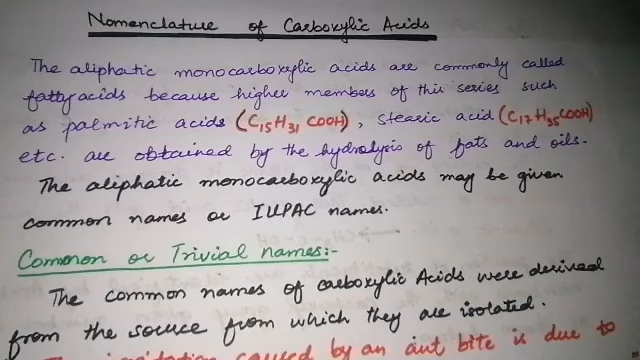 Nomenclature of Carboxylic Acids
The aliphatic monocarboxylic acids are commonly called
fatty acids because higher members of this series such
as palmitic acids (C₁₅H₃₁COOH), stearic acid (C₁₇H₃₅COOH)
etc. are obtained by the hydrolysis of fats and oils.
The aliphatic monocarboxylic acids may be given
common names or IUPAC names.
Common or Trivial names:-
The common names of carboxylic Acids were derived
from the source from which they are isolated.
caused by an ant bite is due to